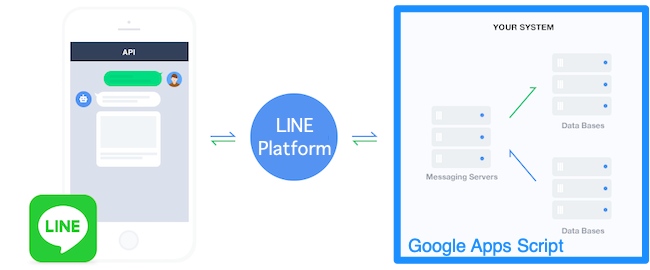 API
LINE
LINE
Platform
YOUR SYSTEM
Data Bases
Messaging Servers
Data Bases
Google Apps Script